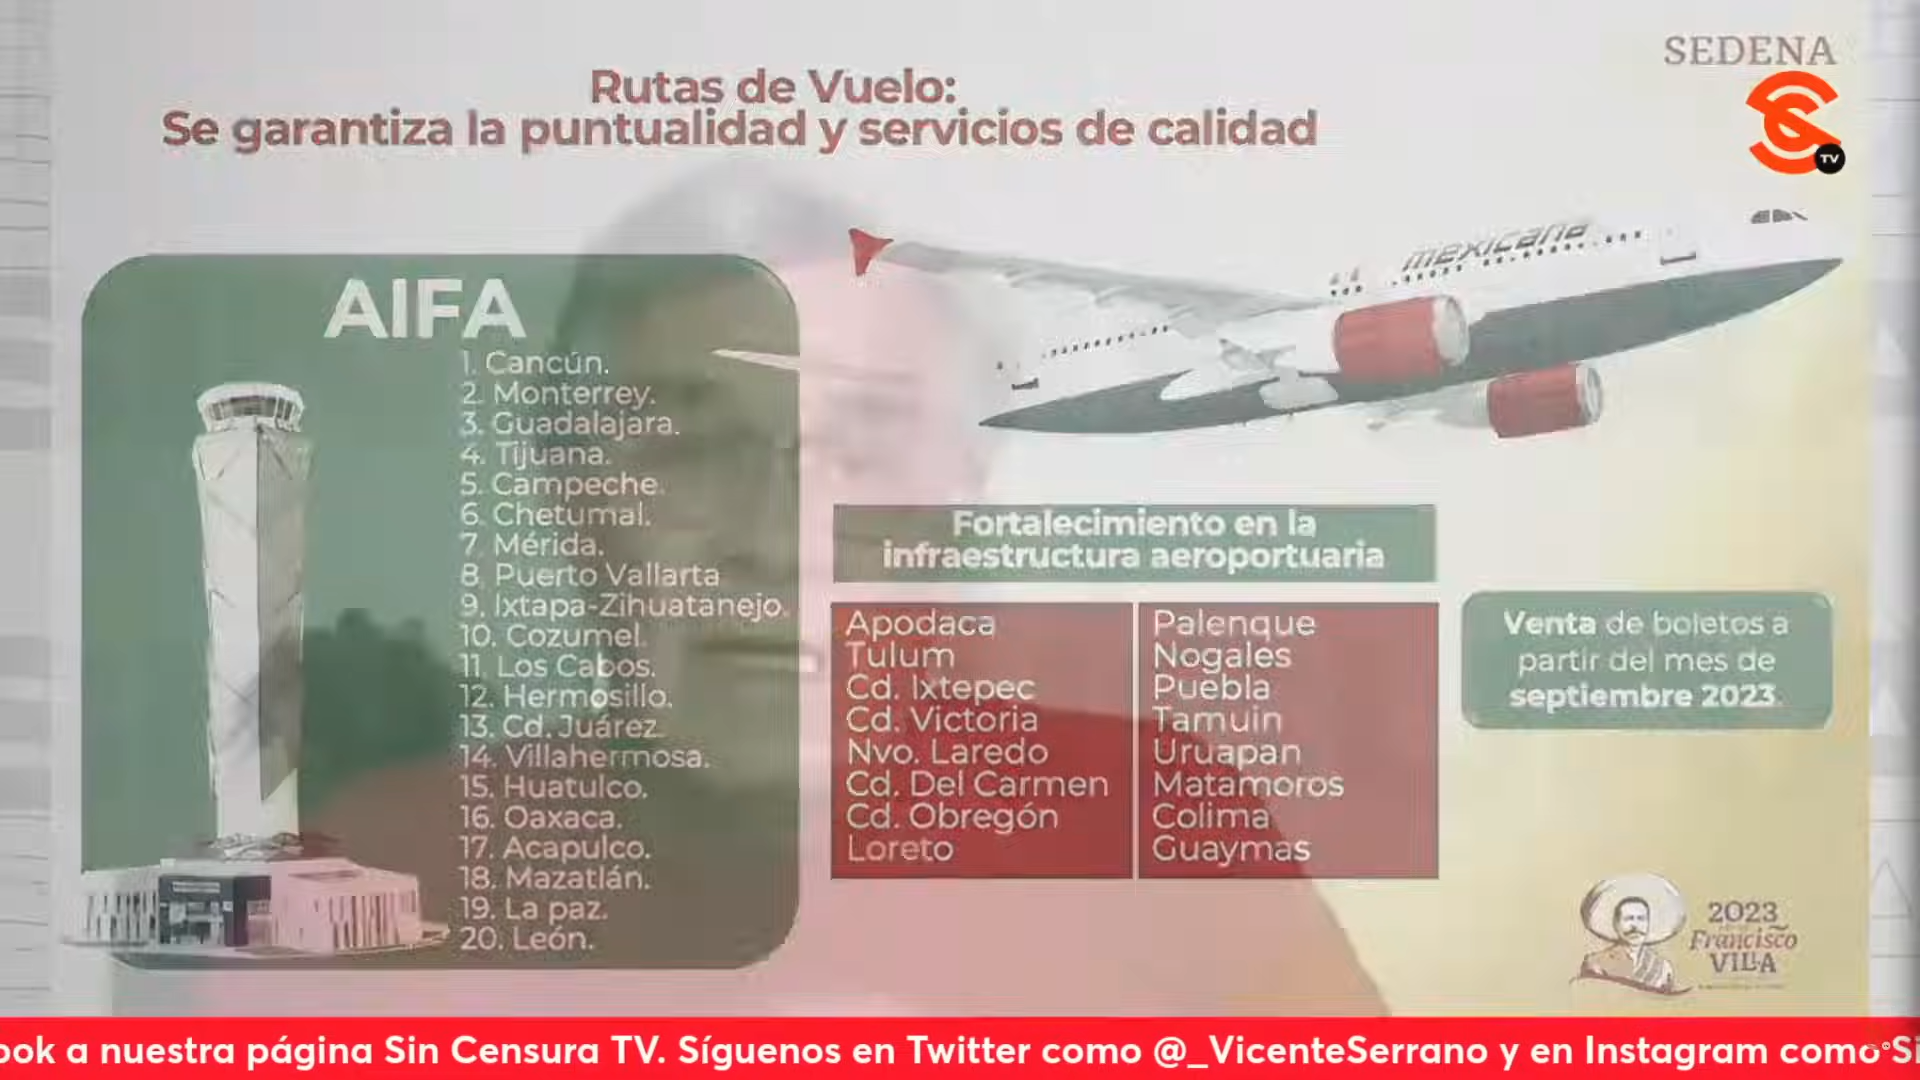 SEDENA
TV
Rutas de Vuelo:
Se garantiza la puntualidad y servicios de calidad
mexicana
AIFA
1. Cancún.
2. Monterrey.
3. Guadalajara.
4. Tijuana.
5. Campeche.
6. Chetumal.
7. Mérida.
8. Puerto Vallarta
9. Ixtapa-Zihuatanejo.
10. Cozumel.
11. Los Cabos.
12. Hermosillo.
13. Cd. Juárez.
14. Villahermosa.
15. Huatulco.
16. Oaxaca.
17. Acapulco.
18. Mazatlán.
19. La paz.
20. León.
Fortalecimiento en la
infraestructura aeroportuaria
Apodaca
Tulum
Cd. Ixtepec
Cd. Victoria
Nvo. Laredo
Cd. Del Carmen
Cd. Obregón
Loreto
Palenque
Nogales
Puebla
Tamuin
Uruapan
Matamoros
Colima
Guaymas
Venta de boletos a
partir del mes de
septiembre 2023.
2023
Francisco
VILLA
ook a nuestra página Sin Censura TV. Síguenos en Twitter como @_VicenteSerrano y en Instagram como Si